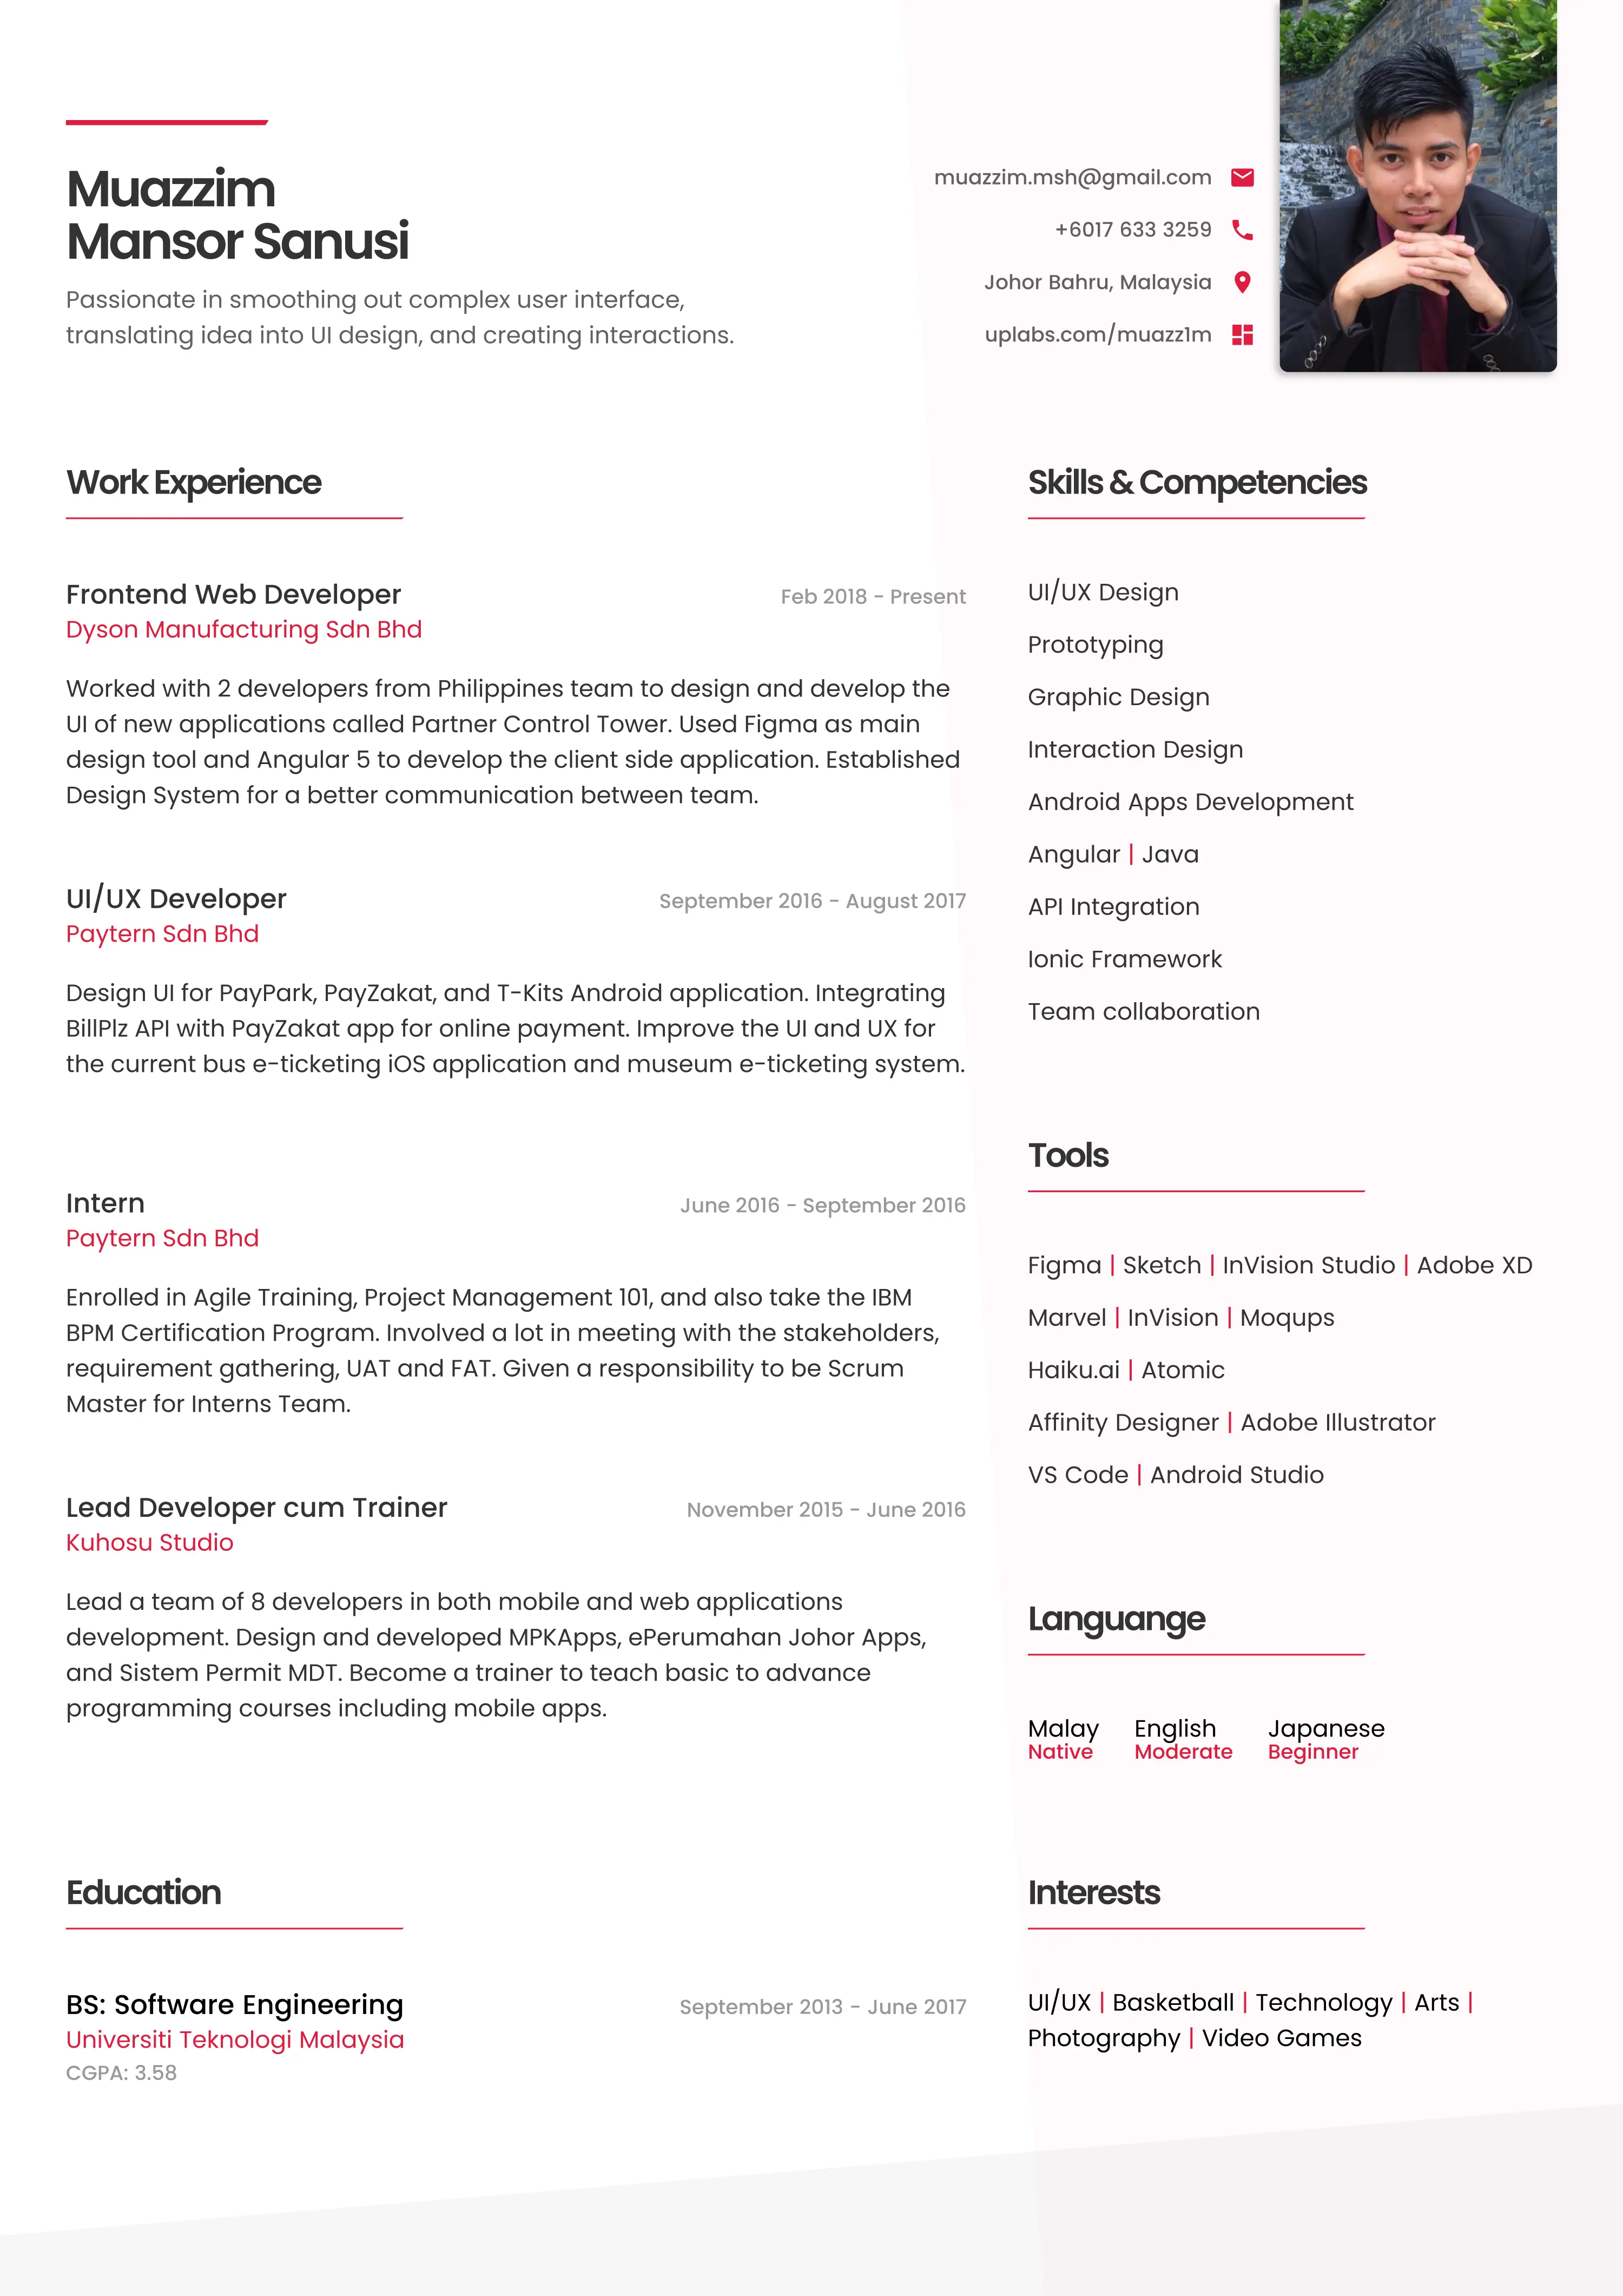 Muazzim
Mansor Sanusi
Passionate in smoothing out complex user interface,
translating idea into UI design, and creating interactions.
muazzim.msh@gmail.com
+6017 633 3259
Johor Bahru, Malaysia
uplabs.com/muazz1m
Work Experience
Frontend Web Developer
Feb 2018 - Present
Dyson Manufacturing Sdn Bhd
Worked with 2 developers from Philippines team to design and develop the
UI of new applications called Partner Control Tower. Used Figma as main
design tool and Angular 5 to develop the client side application. Established
Design System for a better communication between team.
UI/UX Developer
September 2016 - August 2017
Paytern Sdn Bhd
Design UI for PayPark, PayZakat, and T-Kits Android application. Integrating
BillPlz API with PayZakat app for online payment. Improve the UI and UX for
the current bus e-ticketing iOS application and museum e-ticketing system.
Intern
June 2016 - September 2016
Paytern Sdn Bhd
Enrolled in Agile Training, Project Management 101, and also take the IBM
BPM Certification Program. Involved a lot in meeting with the stakeholders,
requirement gathering, UAT and FAT. Given a responsibility to be Scrum
Master for Interns Team.
Lead Developer cum Trainer
November 2015 - June 2016
Kuhosu Studio
Lead a team of 8 developers in both mobile and web applications
development. Design and developed MPKApps, ePerumahan Johor Apps,
and Sistem Permit MDT. Become a trainer to teach basic to advance
programming courses including mobile apps.
Education
BS: Software Engineering
September 2013 - June 2017
Universiti Teknologi Malaysia
CGPA: 3.58
Skills & Competencies
UI/UX Design
Prototyping
Graphic Design
Interaction Design
Android Apps Development
Angular | Java
API Integration
Ionic Framework
Team collaboration
Tools
Figma | Sketch | InVision Studio | Adobe XD
Marvel | InVision | Moqups
Haiku.ai | Atomic
Affinity Designer | Adobe Illustrator
VS Code | Android Studio
Languange
Malay English Japanese
Native Moderate Beginner
Interests
UI/UX | Basketball | Technology | Arts |
Photography | Video Games